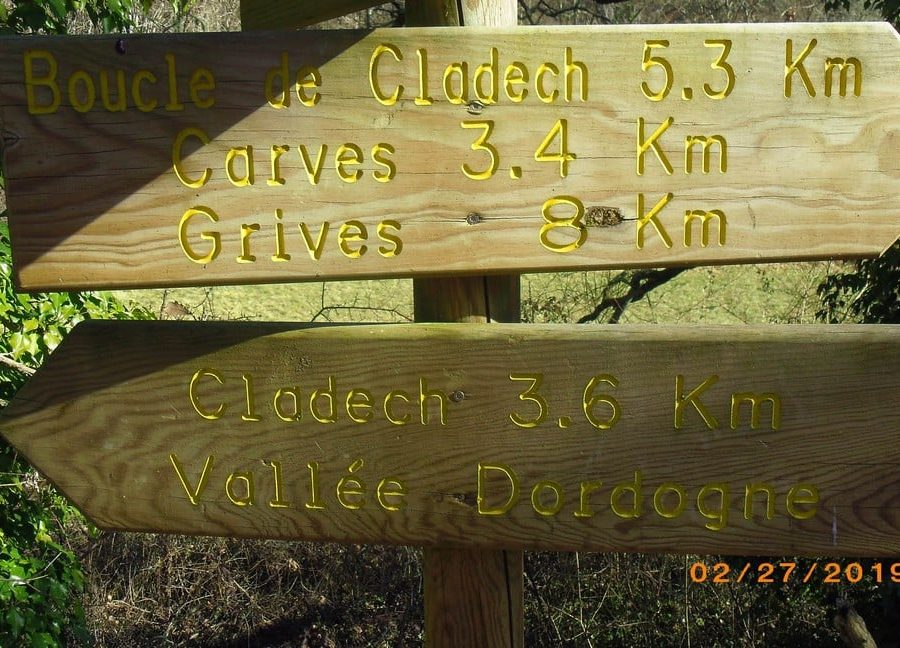 Boucle de Cladech 5.3 Km
Carves 3.4 Km
Grives 8 Km
Cladech 3.6 Km
Vallée Dordogne
02/27/2019